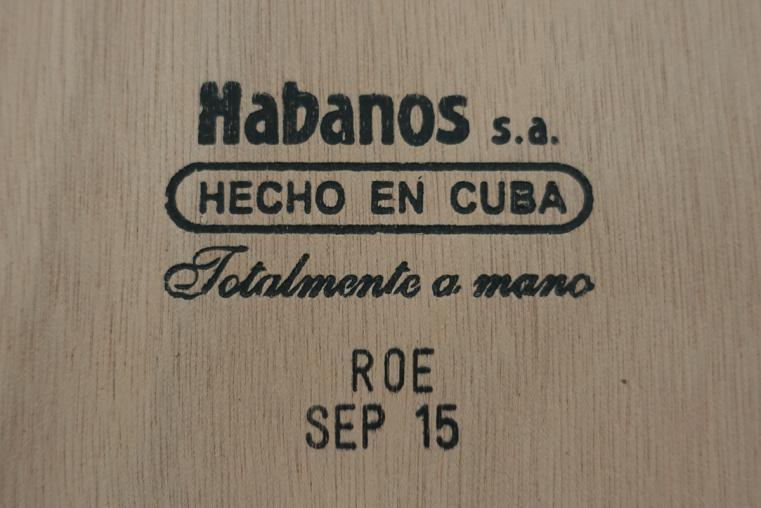 Habanos s.a.
HECHO EN CUBA
Totalmente a mano
ROE
SEP 15